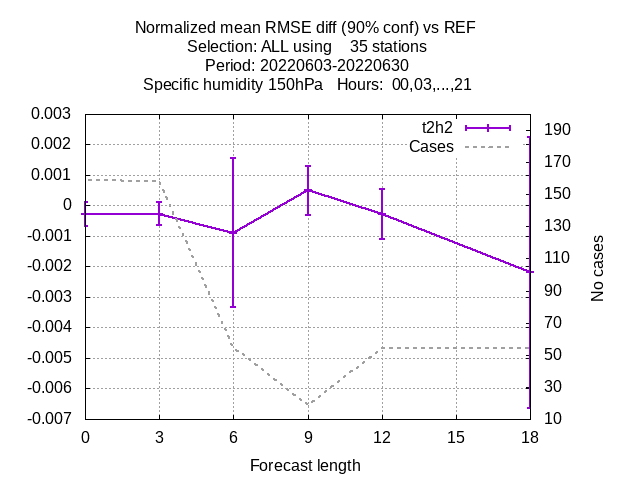 Normalized mean RMSE diff (90% conf) vs REF
Selection: ALL using    35 stations
Period: 20220603-20220630
Specific humidity 150hPa   Hours:  00,03,...,21
t2h2
Cases
0.003
0.002
0.001
0
-0.001
-0.002
-0.003
-0.004
-0.005
-0.006
-0.007
190
170
150
130
110
90
70
50
30
10
No cases
0 3 6 9 12 15 18
Forecast length